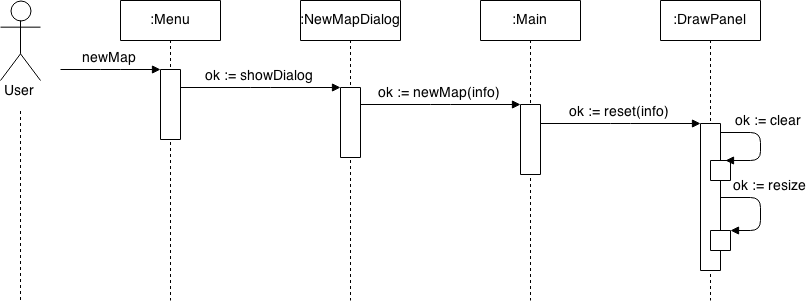 :Menu
:NewMapDialog
:Main
:DrawPanel
newMap
User
ok := showDialog
ok := newMap(info)
ok := reset(info)
ok := clear
ok := resize